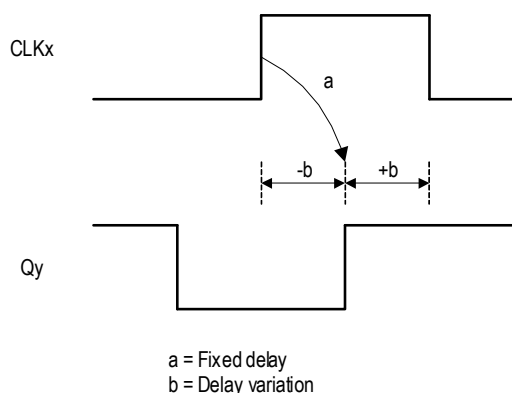 CLKx
a
-b
+b
Qy
a = Fixed delay
b = Delay variation